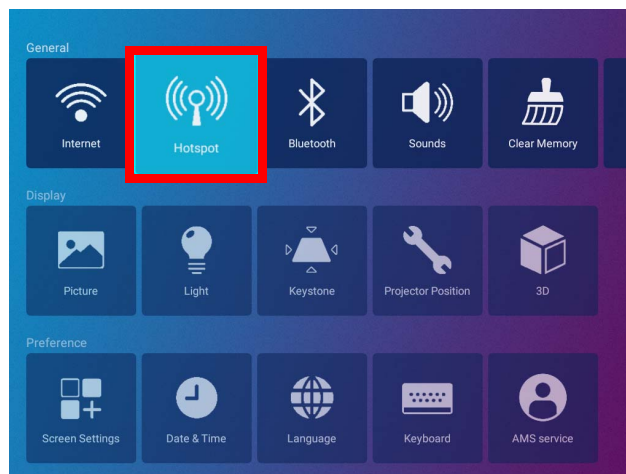 General
Internet
Hotspot
Bluetooth
Sounds
Clear Memory
Display
Picture
Light
Keystone
Projector Position
3D
Preference
Screen Settings
Date & Time
Language
Keyboard
AMS service